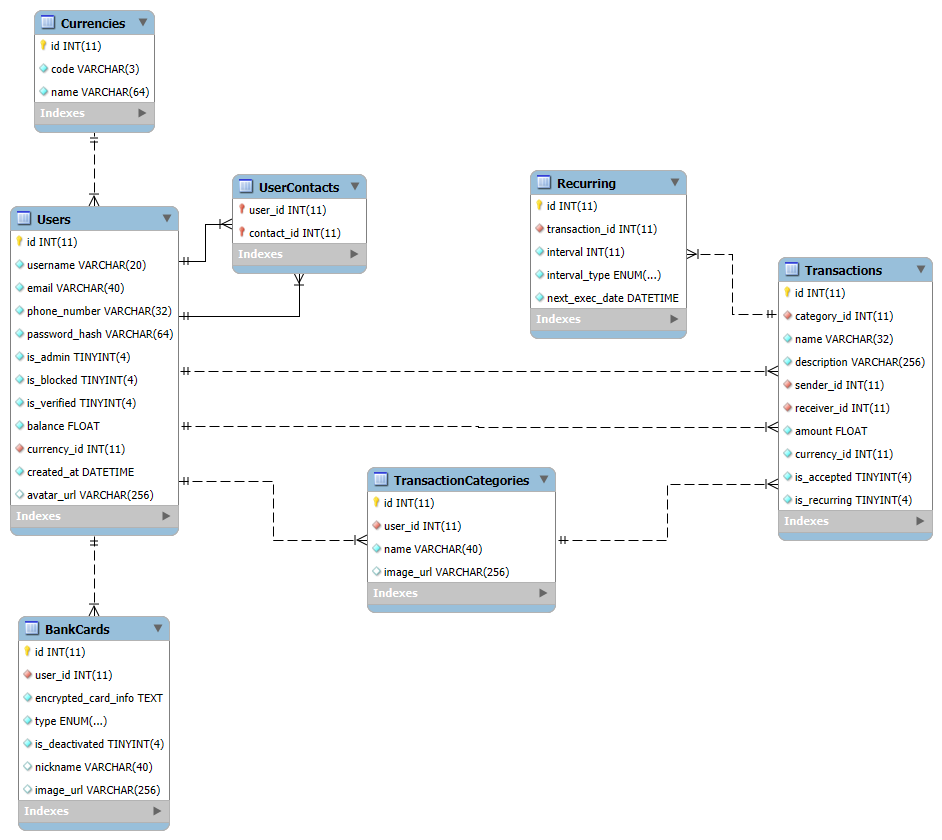 Currencies
id INT(11)
code VARCHAR(3)
name VARCHAR(64)
Indexes
Users
id INT(11)
username VARCHAR(20)
email VARCHAR(40)
phone_number VARCHAR(32)
password_hash VARCHAR(64)
is_admin TINYINT(4)
is_blocked TINYINT(4)
is_verified TINYINT(4)
balance FLOAT
currency_id INT(11)
created_at DATETIME
avatar_url VARCHAR(256)
Indexes
BankCards
id INT(11)
user_id INT(11)
encrypted_card_info TEXT
type ENUM(...)
is_deactivated TINYINT(4)
nickname VARCHAR(40)
image_url VARCHAR(256)
Indexes
UserContacts
user_id INT(11)
contact_id INT(11)
Indexes
TransactionCategories
id INT(11)
user_id INT(11)
name VARCHAR(40)
image_url VARCHAR(256)
Indexes
Recurring
id INT(11)
transaction_id INT(11)
interval INT(11)
interval_type ENUM(...)
next_exec_date DATETIME
Indexes
Transactions
id INT(11)
category_id INT(11)
name VARCHAR(32)
description VARCHAR(256)
sender_id INT(11)
receiver_id INT(11)
amount FLOAT
currency_id INT(11)
is_accepted TINYINT(4)
is_recurring TINYINT(4)
Indexes